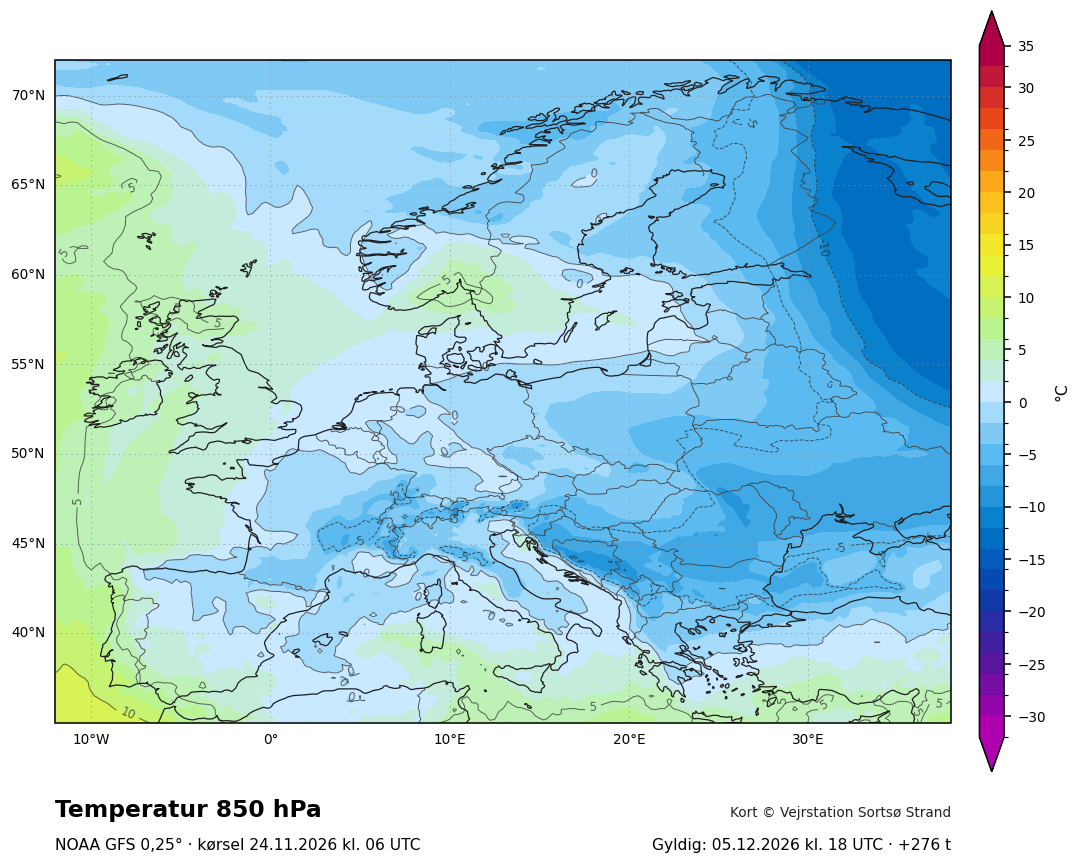 70°N
65°N
60°N
55°N
50°N
45°N
40°N
10°W
0°
10°E
20°E
30°E
35
30
25
20
15
10
5
0
−5
−10
−15
−20
−25
−30
°C
Temperatur 850 hPa
Kort © Vejrstation Sortsø Strand
NOAA GFS 0,25° · kørsel 24.11.2026 kl. 06 UTC
Gyldig: 05.12.2026 kl. 18 UTC · +276 t